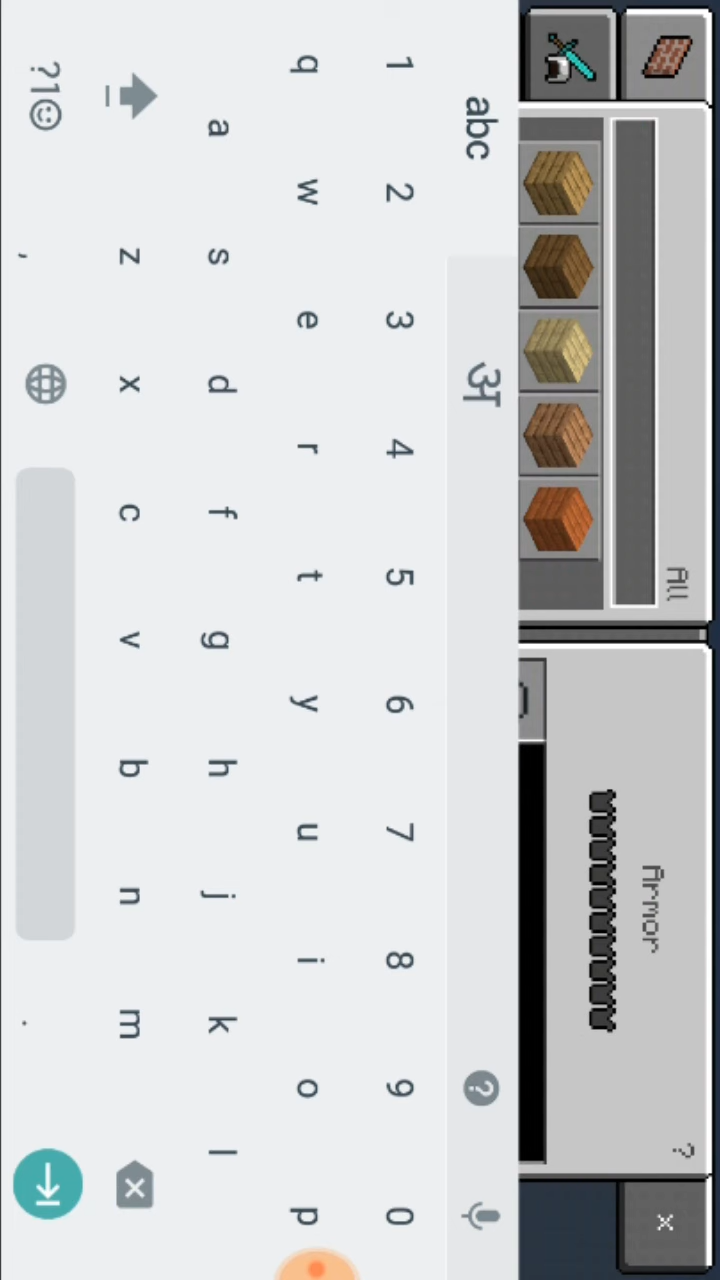 All
Armor
?
×
abc अ ?
1 2 3 4 5 6 7 8 9 0
q w e r t y u i o p
a s d f g h j k l
z x c v b n m
?1☺ , .